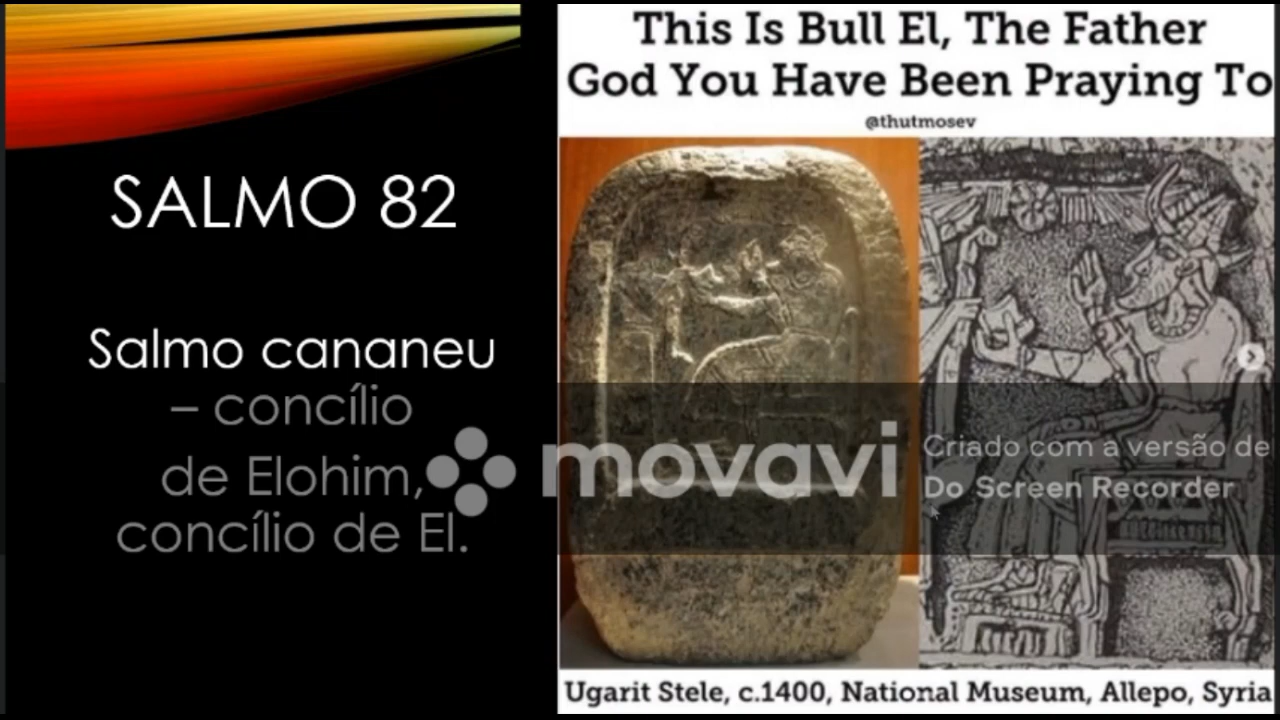 SALMO 82
Salmo cananeu
– concílio
de Elohim,
concílio de El.
This Is Bull El, The Father
God You Have Been Praying To
@thutmosev
movavi
Criado com a versão de
Do Screen Recorder
Ugarit Stele, c.1400, National Museum, Allepo, Syria